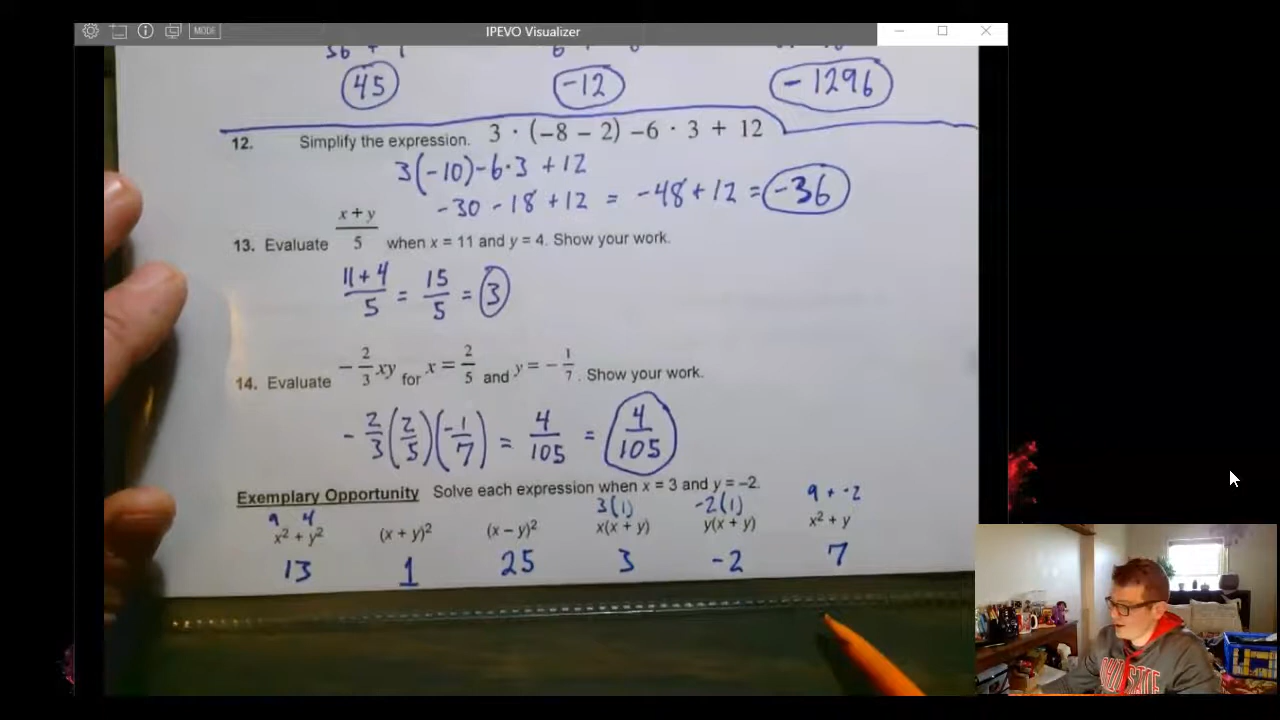 IPEVO Visualizer
MODE
45 -12 -1296
12. Simplify the expression. 3 · (−8 − 2) −6 · 3 + 12
3(-10)-6·3 +12
-30 -18 +12 = -48+12 = -36
13. Evaluate x + y / 5 when x = 11 and y = 4. Show your work.
11+4 / 5 = 15 / 5 = 3
14. Evaluate −2/3 xy for x = 2/5 and y = −1/7. Show your work.
-2/3 (2/5)(-1/7) = 4/105 = 4/105
Exemplary Opportunity Solve each expression when x = 3 and y = −2.
9 4 3(1) -2(1) 9 + -2
x² + y² (x + y)² (x − y)² x(x + y) y(x + y) x² + y
13 1 25 3 -2 7
OHIO STATE